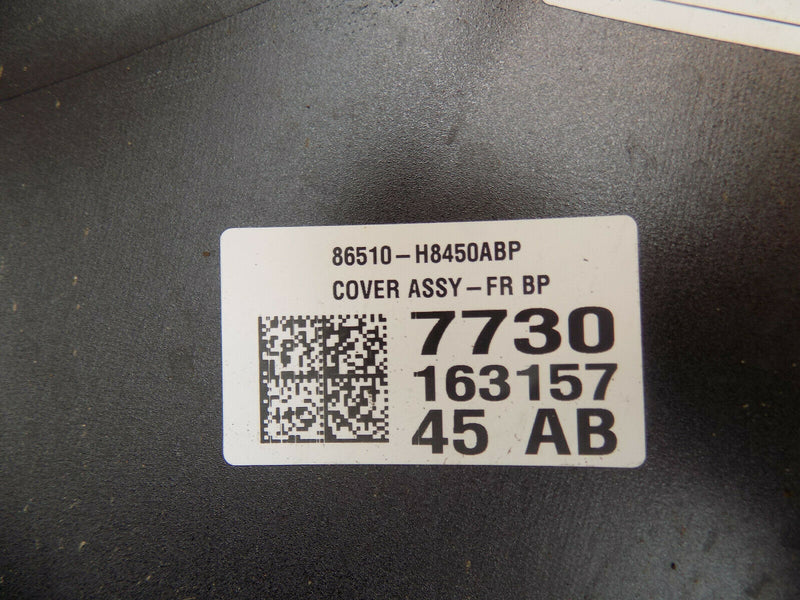 86510-H8450ABP
COVER ASSY-FR BP
7730
163157
45 AB